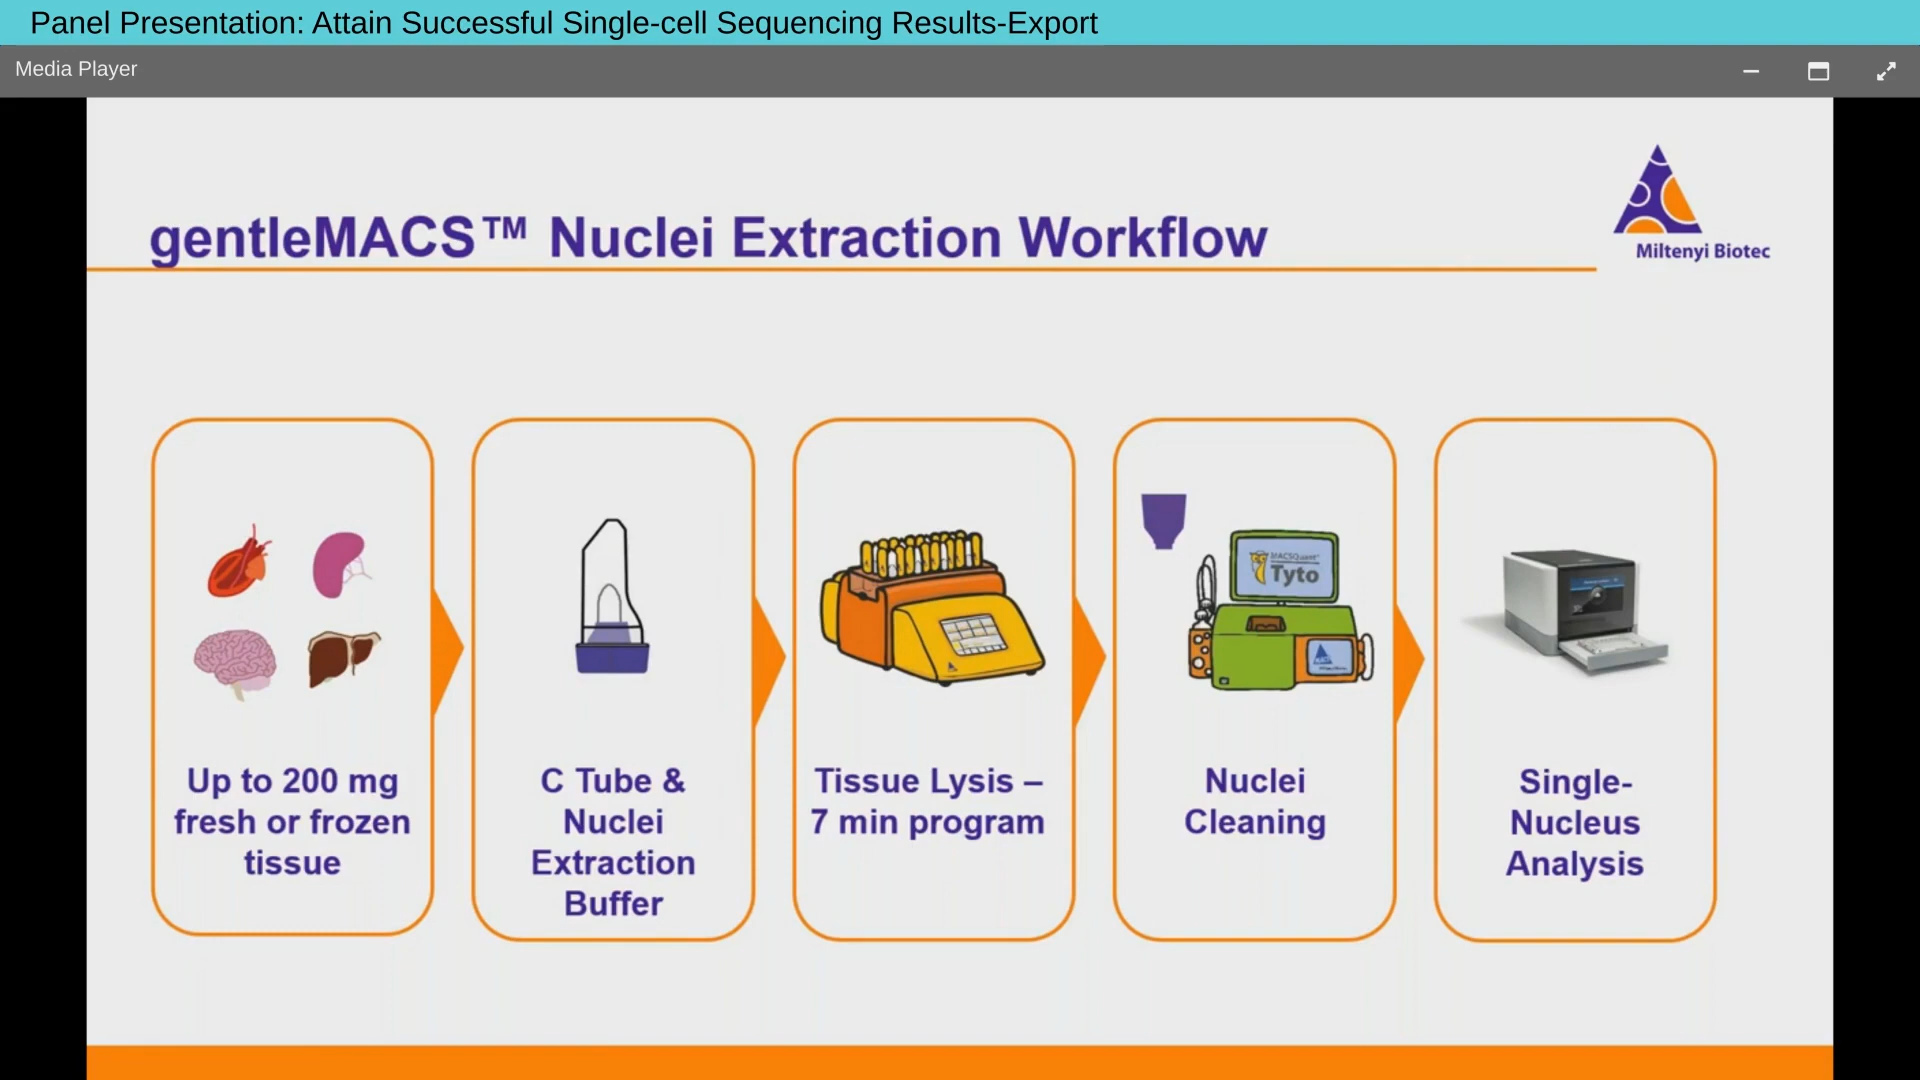 Panel Presentation: Attain Successful Single-cell Sequencing Results-Export
Media Player
gentleMACS™ Nuclei Extraction Workflow
Miltenyi Biotec
Up to 200 mg
fresh or frozen
tissue
C Tube &
Nuclei
Extraction
Buffer
Tissue Lysis –
7 min program
MACSQuant®
Tyto
Nuclei
Cleaning
Single-
Nucleus
Analysis